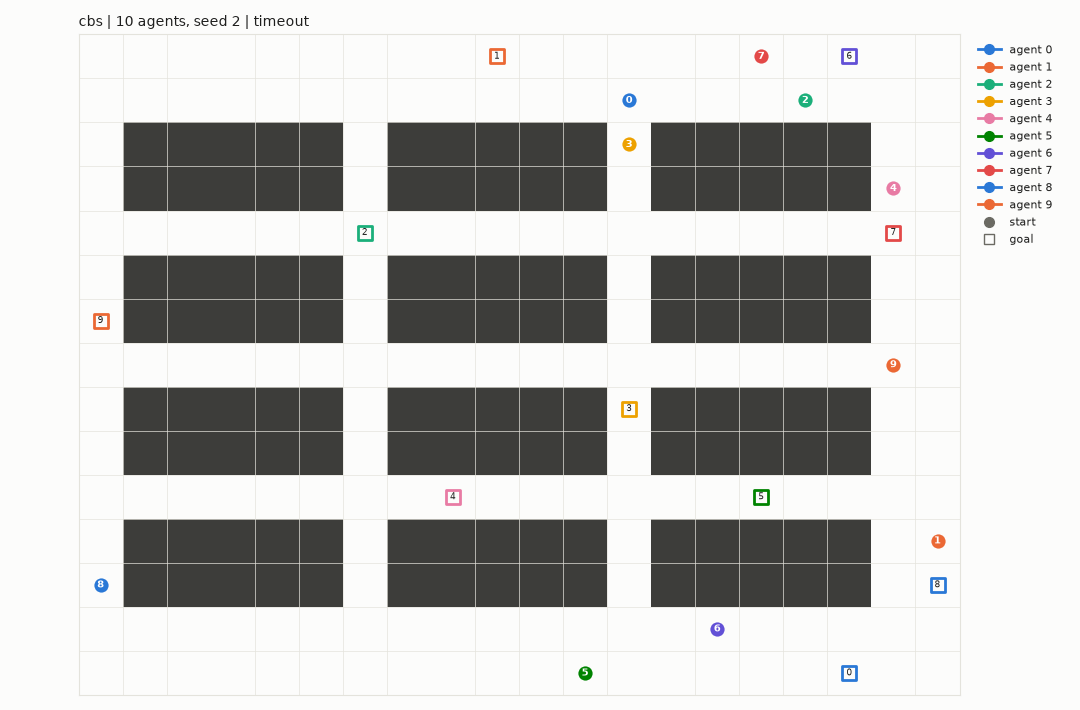 cbs | 10 agents, seed 2 | timeout
1 7 6
0 2
3
4
2 7
9
9
3
4 5
1
8 8
6
5 0
agent 0
agent 1
agent 2
agent 3
agent 4
agent 5
agent 6
agent 7
agent 8
agent 9
start
goal